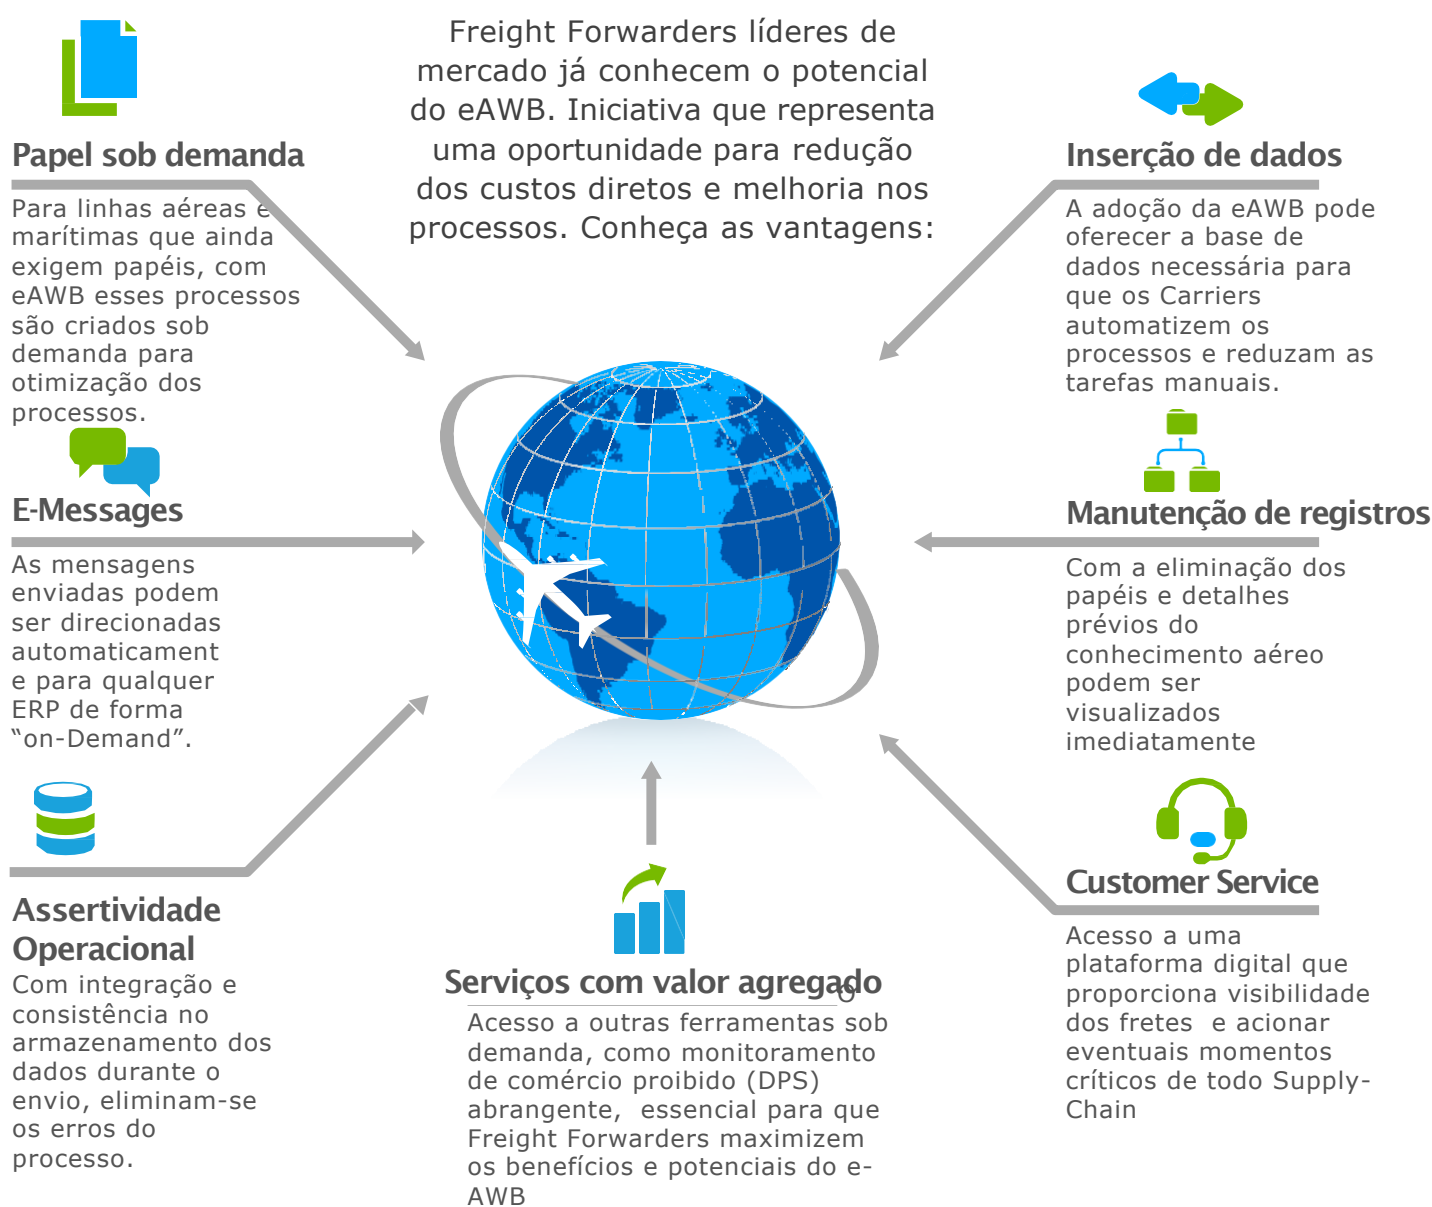 Freight Forwarders líderes de
mercado já conhecem o potencial
do eAWB. Iniciativa que representa
uma oportunidade para redução
dos custos diretos e melhoria nos
processos. Conheça as vantagens:
Papel sob demanda
Para linhas aéreas e
marítimas que ainda
exigem papéis, com
eAWB esses processos
são criados sob
demanda para
otimização dos
processos.
E-Messages
As mensagens
enviadas podem
ser direcionadas
automaticament
e para qualquer
ERP de forma
“on-Demand”.
Assertividade
Operacional
Com integração e
consistência no
armazenamento dos
dados durante o
envio, eliminam-se
os erros do
processo.
Serviços com valor agregado
o
Acesso a outras ferramentas sob
demanda, como monitoramento
de comércio proibido (DPS)
abrangente,  essencial para que
Freight Forwarders maximizem
os benefícios e potenciais do e-
AWB
Inserção de dados
A adoção da eAWB pode
oferecer a base de
dados necessária para
que os Carriers
automatizem os
processos e reduzam as
tarefas manuais.
Manutenção de registros
Com a eliminação dos
papéis e detalhes
prévios do
conhecimento aéreo
podem ser
visualizados
imediatamente
Customer Service
Acesso a uma
plataforma digital que
proporciona visibilidade
dos fretes  e acionar
eventuais momentos
críticos de todo Supply-
Chain